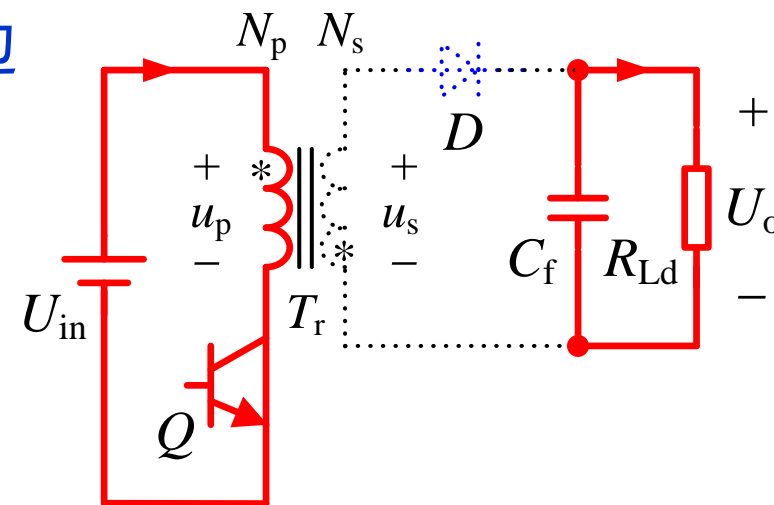 Np Ns
D
+ * + +
up us Uo
− * − −
Cf RLd
Uin Tr
Q